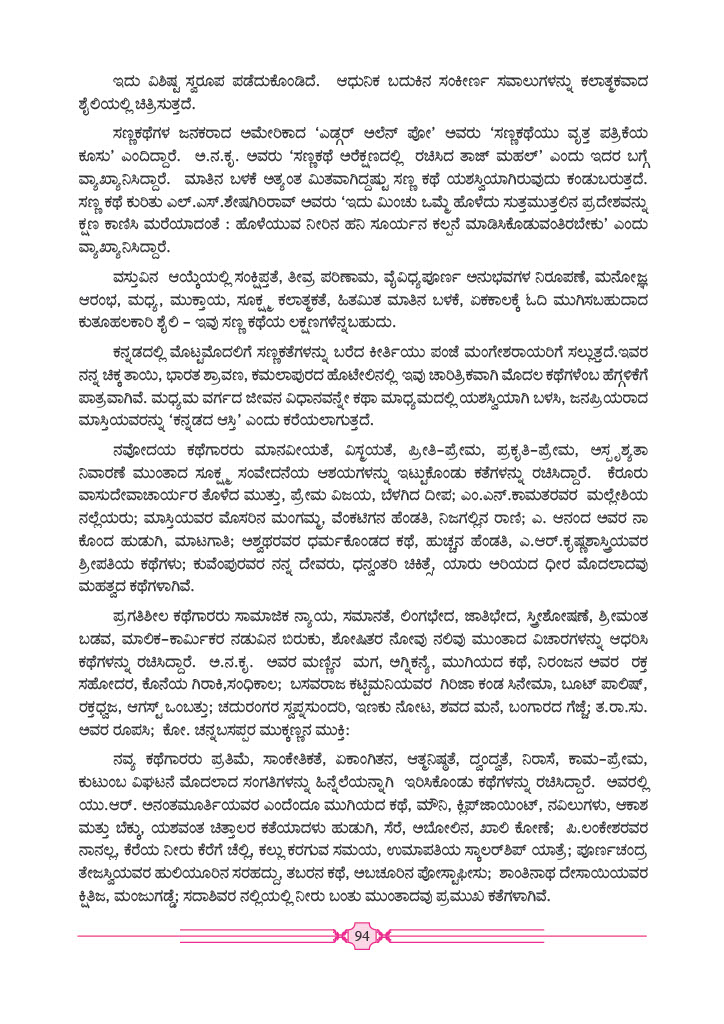 ಇದು ವಿಶಿಷ್ಟ ಸ್ವರೂಪ ಪಡೆದುಕೊಂಡಿದೆ. ಆಧುನಿಕ ಬದುಕಿನ ಸಂಕೀರ್ಣ ಸವಾಲುಗಳನ್ನು ಕಲಾತ್ಮಕವಾದ
ಶೈಲಿಯಲ್ಲಿ ಚಿತ್ರಿಸುತ್ತದೆ.
ಸಣ್ಣಕಥೆಗಳ ಜನಕರಾದ ಅಮೇರಿಕಾದ ‘ಎಡ್ಗರ್ ಅಲೆನ್ ಪೋ’ ಅವರು ‘ಸಣ್ಣಕಥೆಯು ವೃತ್ತ ಪತ್ರಿಕೆಯ
ಕೂಸು’ ಎಂದಿದ್ದಾರೆ. ಅ.ನ.ಕೃ. ಅವರು ‘ಸಣ್ಣಕಥೆ ಅರೆಕ್ಷಣದಲ್ಲಿ ರಚಿಸಿದ ತಾಜ್ ಮಹಲ್’ ಎಂದು ಇದರ ಬಗ್ಗೆ
ವ್ಯಾಖ್ಯಾನಿಸಿದ್ದಾರೆ. ಮಾತಿನ ಬಳಕೆ ಅತ್ಯಂತ ಮಿತವಾಗಿದ್ದಷ್ಟು ಸಣ್ಣ ಕಥೆ ಯಶಸ್ವಿಯಾಗಿರುವುದು ಕಂಡುಬರುತ್ತದೆ.
ಸಣ್ಣ ಕಥೆ ಕುರಿತು ಎಲ್.ಎಸ್.ಶೇಷಗಿರಿರಾವ್ ಅವರು ‘ಇದು ಮಿಂಚು ಒಮ್ಮೆ ಹೊಳೆದು ಸುತ್ತಮುತ್ತಲಿನ ಪ್ರದೇಶವನ್ನು
ಕ್ಷಣ ಕಾಣಿಸಿ ಮರೆಯಾದಂತೆ : ಹೊಳೆಯುವ ನೀರಿನ ಹನಿ ಸೂರ್ಯನ ಕಲ್ಪನೆ ಮಾಡಿಸಿಕೊಡುವಂತಿರಬೇಕು’ ಎಂದು
ವ್ಯಾಖ್ಯಾನಿಸಿದ್ದಾರೆ.
ವಸ್ತುವಿನ ಆಯ್ಕೆಯಲ್ಲಿ ಸಂಕ್ಷಿಪ್ತತೆ, ತೀವ್ರ ಪರಿಣಾಮ, ವೈವಿಧ್ಯಪೂರ್ಣ ಅನುಭವಗಳ ನಿರೂಪಣೆ, ಮನೋಜ್ಞ
ಆರಂಭ, ಮಧ್ಯ, ಮುಕ್ತಾಯ, ಸೂಕ್ಷ್ಮ ಕಲಾತ್ಮಕತೆ, ಹಿತಮಿತ ಮಾತಿನ ಬಳಕೆ, ಏಕಕಾಲಕ್ಕೆ ಓದಿ ಮುಗಿಸಬಹುದಾದ
ಕುತೂಹಲಕಾರಿ ಶೈಲಿ – ಇವು ಸಣ್ಣ ಕಥೆಯ ಲಕ್ಷಣಗಳೆನ್ನಬಹುದು.
ಕನ್ನಡದಲ್ಲಿ ಮೊಟ್ಟಮೊದಲಿಗೆ ಸಣ್ಣಕತೆಗಳನ್ನು ಬರೆದ ಕೀರ್ತಿಯು ಪಂಜೆ ಮಂಗೇಶರಾಯರಿಗೆ ಸಲ್ಲುತ್ತದೆ.ಇವರ
ನನ್ನ ಚಿಕ್ಕತಾಯಿ, ಭಾರತ ಶ್ರಾವಣ, ಕಮಲಾಪುರದ ಹೊಟೇಲಿನಲ್ಲಿ ಇವು ಚಾರಿತ್ರಿಕವಾಗಿ ಮೊದಲ ಕಥೆಗಳೆಂಬ ಹೆಗ್ಗಳಿಕೆಗೆ
ಪಾತ್ರವಾಗಿವೆ. ಮಧ್ಯಮ ವರ್ಗದ ಜೀವನ ವಿಧಾನವನ್ನೇ ಕಥಾ ಮಾಧ್ಯಮದಲ್ಲಿ ಯಶಸ್ವಿಯಾಗಿ ಬಳಸಿ, ಜನಪ್ರಿಯರಾದ
ಮಾಸ್ತಿಯವರನ್ನು ‘ಕನ್ನಡದ ಆಸ್ತಿ’ ಎಂದು ಕರೆಯಲಾಗುತ್ತದೆ.
ನವೋದಯ ಕಥೆಗಾರರು ಮಾನವೀಯತೆ, ವಿಸ್ಮಯತೆ, ಪ್ರೀತಿ–ಪ್ರೇಮ, ಪ್ರಕೃತಿ–ಪ್ರೇಮ, ಅಸ್ಪೃಶ್ಯತಾ
ನಿವಾರಣೆ ಮುಂತಾದ ಸೂಕ್ಷ್ಮ ಸಂವೇದನೆಯ ಆಶಯಗಳನ್ನು ಇಟ್ಟುಕೊಂಡು ಕತೆಗಳನ್ನು ರಚಿಸಿದ್ದಾರೆ. ಕೆರೂರು
ವಾಸುದೇವಾಚಾರ್ಯರ ತೊಳೆದ ಮುತ್ತು, ಪ್ರೇಮ ವಿಜಯ, ಬೆಳಗಿದ ದೀಪ; ಎಂ.ಎನ್.ಕಾಮತರವರ ಮಲ್ಲೇಶಿಯ
ನಲ್ಲೆಯರು; ಮಾಸ್ತಿಯವರ ಮೊಸರಿನ ಮಂಗಮ್ಮ, ವೆಂಕಟಿಗನ ಹೆಂಡತಿ, ನಿಜಗಲ್ಲಿನ ರಾಣಿ; ಎ. ಆನಂದ ಅವರ ನಾ
ಕೊಂದ ಹುಡುಗಿ, ಮಾಟಗಾತಿ; ಅಶ್ವಥರವರ ಧರ್ಮಕೊಂಡದ ಕಥೆ, ಹುಚ್ಚನ ಹೆಂಡತಿ, ಎ.ಆರ್.ಕೃಷ್ಣಶಾಸ್ತ್ರಿಯವರ
ಶ್ರೀಪತಿಯ ಕಥೆಗಳು; ಕುವೆಂಪುರವರ ನನ್ನ ದೇವರು, ಧನ್ವಂತರಿ ಚಿಕಿತ್ಸೆ, ಯಾರು ಅರಿಯದ ಧೀರ ಮೊದಲಾದವು
ಮಹತ್ವದ ಕಥೆಗಳಾಗಿವೆ.
ಪ್ರಗತಿಶೀಲ ಕಥೆಗಾರರು ಸಾಮಾಜಿಕ ನ್ಯಾಯ, ಸಮಾನತೆ, ಲಿಂಗಭೇದ, ಜಾತಿಭೇದ, ಸ್ತ್ರೀಶೋಷಣೆ, ಶ್ರೀಮಂತ
ಬಡವ, ಮಾಲಿಕ–ಕಾರ್ಮಿಕರ ನಡುವಿನ ಬಿರುಕು, ಶೋಷಿತರ ನೋವು ನಲಿವು ಮುಂತಾದ ವಿಚಾರಗಳನ್ನು ಆಧರಿಸಿ
ಕಥೆಗಳನ್ನು ರಚಿಸಿದ್ದಾರೆ. ಅ.ನ.ಕೃ. ಅವರ ಮಣ್ಣಿನ ಮಗ, ಅಗ್ನಿಕನ್ಯೆ, ಮುಗಿಯದ ಕಥೆ, ನಿರಂಜನ ಅವರ ರಕ್ತ
ಸಹೋದರ, ಕೊನೆಯ ಗಿರಾಕಿ,ಸಂಧಿಕಾಲ; ಬಸವರಾಜ ಕಟ್ಟಿಮನಿಯವರ ಗಿರಿಜಾ ಕಂಡ ಸಿನೇಮಾ, ಬೂಟ್ ಪಾಲಿಷ್,
ರಕ್ತಧ್ವಜ, ಆಗಸ್ಟ್ ಒಂಬತ್ತು; ಚದುರಂಗರ ಸ್ವಪ್ನಸುಂದರಿ, ಇಣಕು ನೋಟ, ಶವದ ಮನೆ, ಬಂಗಾರದ ಗೆಜ್ಜೆ; ತ.ರಾ.ಸು.
ಅವರ ರೂಪಸಿ; ಕೋ. ಚನ್ನಬಸಪ್ಪರ ಮುಕ್ಕಣ್ಣನ ಮುಕ್ತಿ:
ನವ್ಯ ಕಥೆಗಾರರು ಪ್ರತಿಮೆ, ಸಾಂಕೇತಿಕತೆ, ಏಕಾಂಗಿತನ, ಆತ್ಮನಿಷ್ಠತೆ, ದ್ವಂದ್ವತೆ, ನಿರಾಸೆ, ಕಾಮ–ಪ್ರೇಮ,
ಕುಟುಂಬ ವಿಘಟನೆ ಮೊದಲಾದ ಸಂಗತಿಗಳನ್ನು ಹಿನ್ನೆಲೆಯನ್ನಾಗಿ ಇರಿಸಿಕೊಂಡು ಕಥೆಗಳನ್ನು ರಚಿಸಿದ್ದಾರೆ. ಅವರಲ್ಲಿ
ಯು.ಆರ್. ಅನಂತಮೂರ್ತಿಯವರ ಎಂದೆಂದೂ ಮುಗಿಯದ ಕಥೆ, ಮೌನಿ, ಕ್ಲಿಪ್‌ಜಾಯಿಂಟ್, ನವಿಲುಗಳು, ಆಕಾಶ
ಮತ್ತು ಬೆಕ್ಕು, ಯಶವಂತ ಚಿತ್ತಾಲರ ಕತೆಯಾದಳು ಹುಡುಗಿ, ಸೆರೆ, ಅಬೋಲಿನ, ಖಾಲಿ ಕೋಣೆ; ಪಿ.ಲಂಕೇಶರವರ
ನಾನಲ್ಲ, ಕೆರೆಯ ನೀರು ಕೆರೆಗೆ ಚೆಲ್ಲಿ, ಕಲ್ಲು ಕರಗುವ ಸಮಯ, ಉಮಾಪತಿಯ ಸ್ಕಾಲರ್‌ಶಿಪ್ ಯಾತ್ರೆ; ಪೂರ್ಣಚಂದ್ರ
ತೇಜಸ್ವಿಯವರ ಹುಲಿಯೂರಿನ ಸರಹದ್ದು, ತಬರನ ಕಥೆ, ಅಬಚೂರಿನ ಪೋಸ್ಟಾಫೀಸು; ಶಾಂತಿನಾಥ ದೇಸಾಯಿಯವರ
ಕ್ಷಿತಿಜ, ಮಂಜುಗಡ್ಡೆ; ಸದಾಶಿವರ ನಲ್ಲಿಯಲ್ಲಿ ನೀರು ಬಂತು ಮುಂತಾದವು ಪ್ರಮುಖ ಕತೆಗಳಾಗಿವೆ.
94